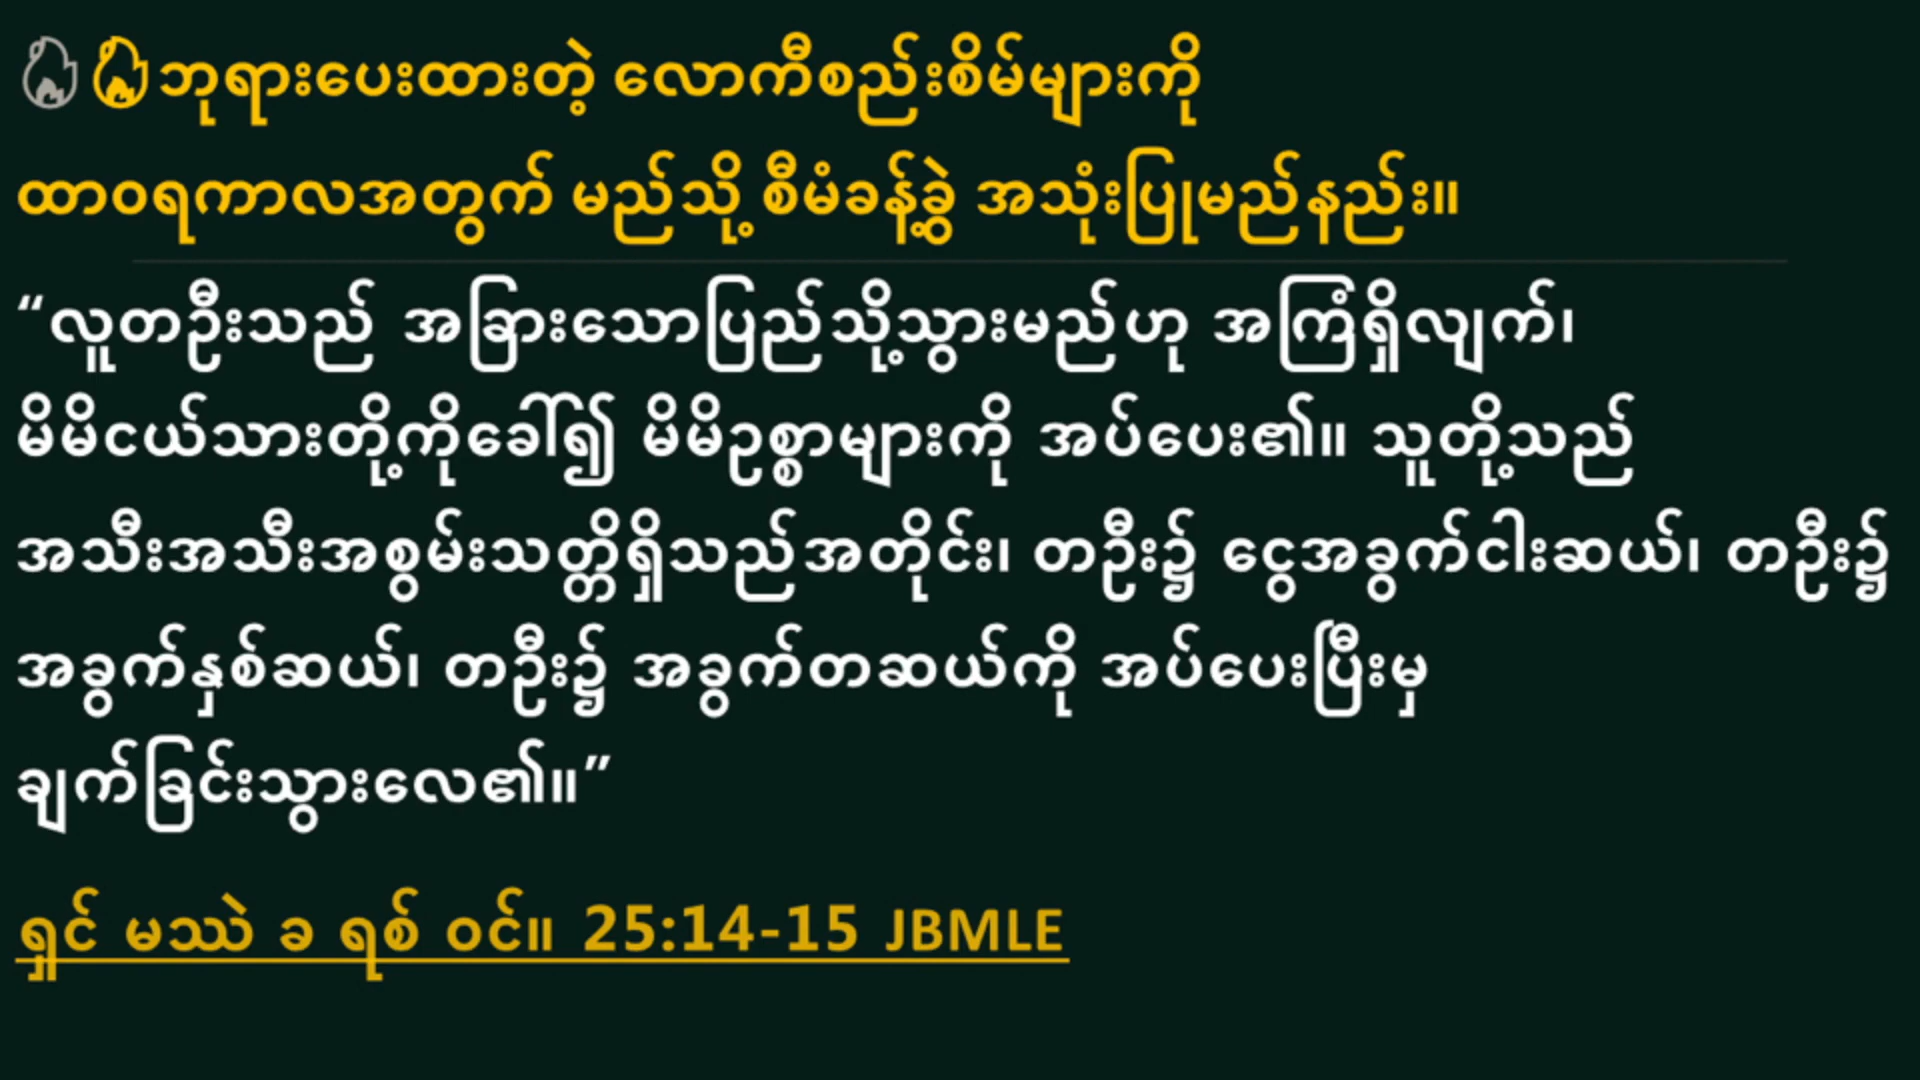 🔥🔥ဘုရားပေးထားတဲ့ လောကီစည်းစိမ်များကို
ထာဝရကာလအတွက် မည်သို့ စီမံခန့်ခွဲ အသုံးပြုမည်နည်း။
“လူတဦးသည် အခြားသောပြည်သို့သွားမည်ဟု အကြံရှိလျက်၊
မိမိငယ်သားတို့ကိုခေါ်၍ မိမိဥစ္စာများကို အပ်ပေး၏။ သူတို့သည်
အသီးအသီးအစွမ်းသတ္တိရှိသည်အတိုင်း၊ တဦး၌ ငွေအခွက်ငါးဆယ်၊ တဦး၌
အခွက်နှစ်ဆယ်၊ တဦး၌ အခွက်တဆယ်ကို အပ်ပေးပြီးမှ
ချက်ခြင်းသွားလေ၏။”
ရှင် မဿဲ ခ ရစ် ဝင်။ 25:14-15 JBMLE